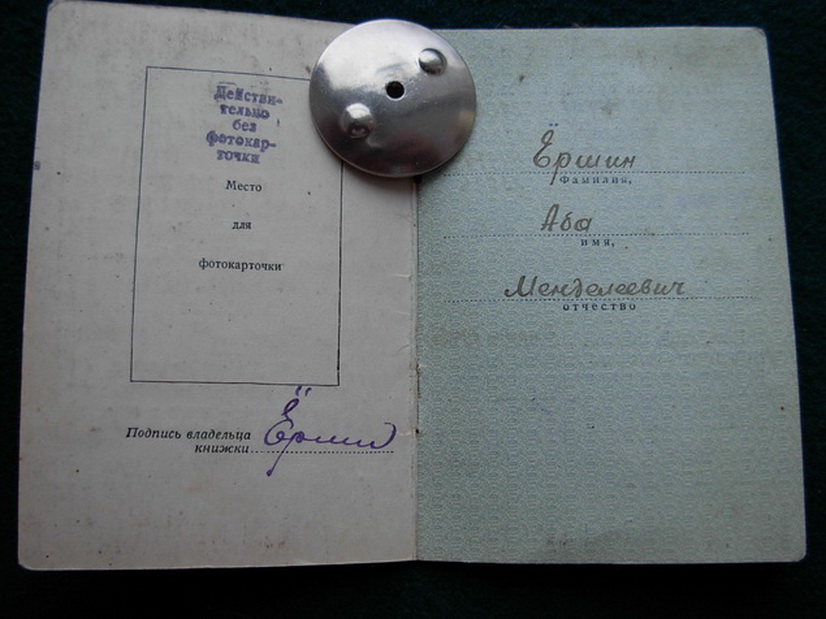 Действи-
тельно
без
фотокар-
точки
Место
для
фотокарточки
Подпись владельца
книжки
Ёршин
Ёршин
Фамилия,
Аба
имя,
Менделеевич
отчество